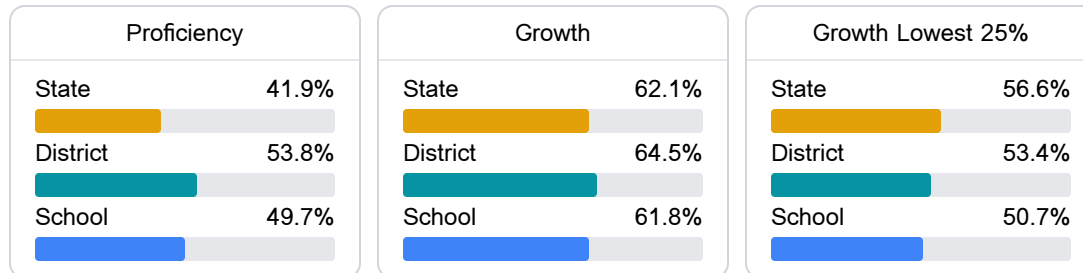 Proficiency
State 41.9%
District 53.8%
School 49.7%
Growth
State 62.1%
District 64.5%
School 61.8%
Growth Lowest 25%
State 56.6%
District 53.4%
School 50.7%